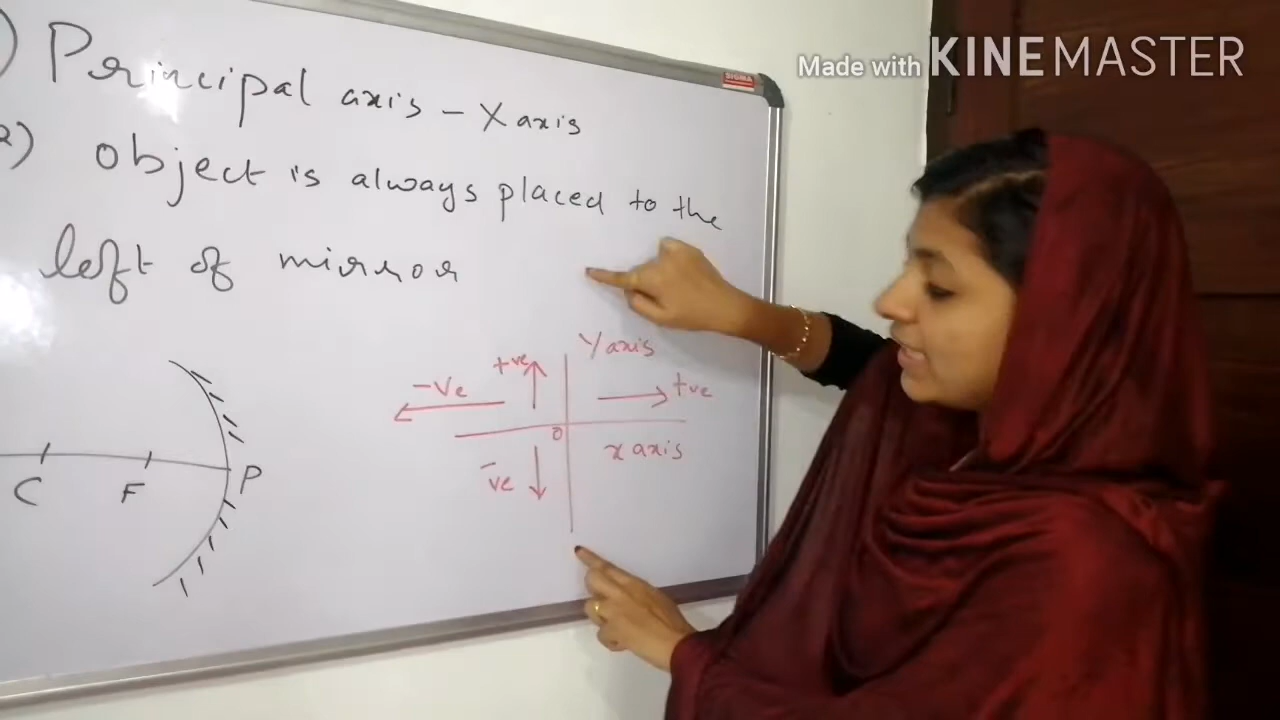 ) Principal axis - X axis
2) object is always placed to the
left of mirror
Made with KINEMASTER
SIGMA
Y axis
+ve
-ve
+ve
0
x axis
-ve
C
F
P